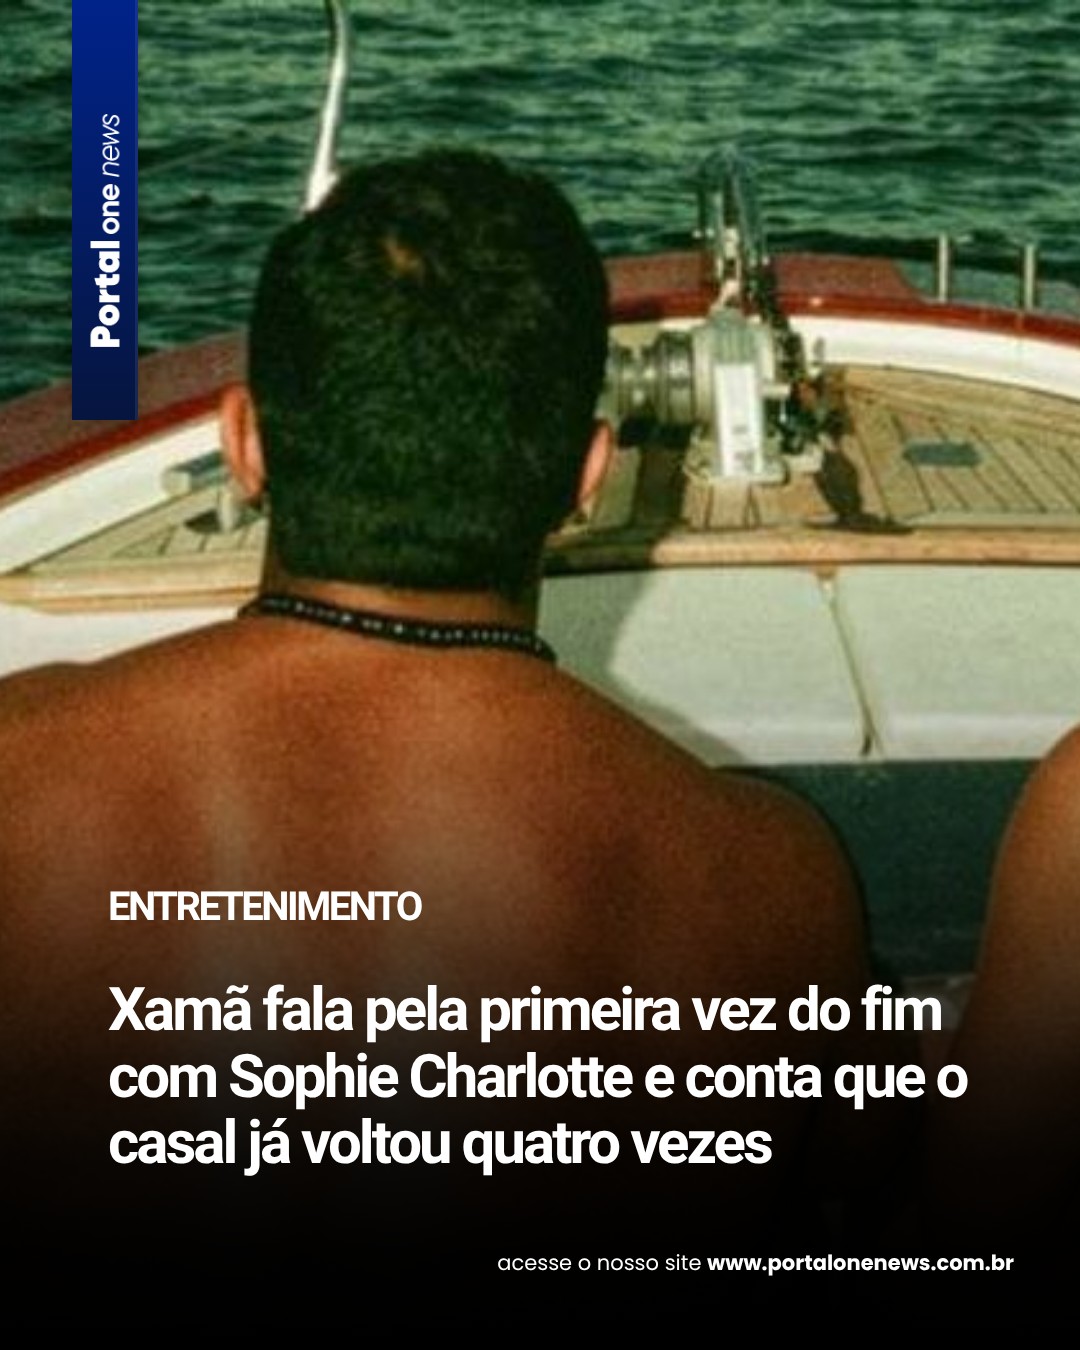 Portal one news
ENTRETENIMENTO
Xamã fala pela primeira vez do fim
com Sophie Charlotte e conta que o
casal já voltou quatro vezes
acesse o nosso site www.portalonenews.com.br